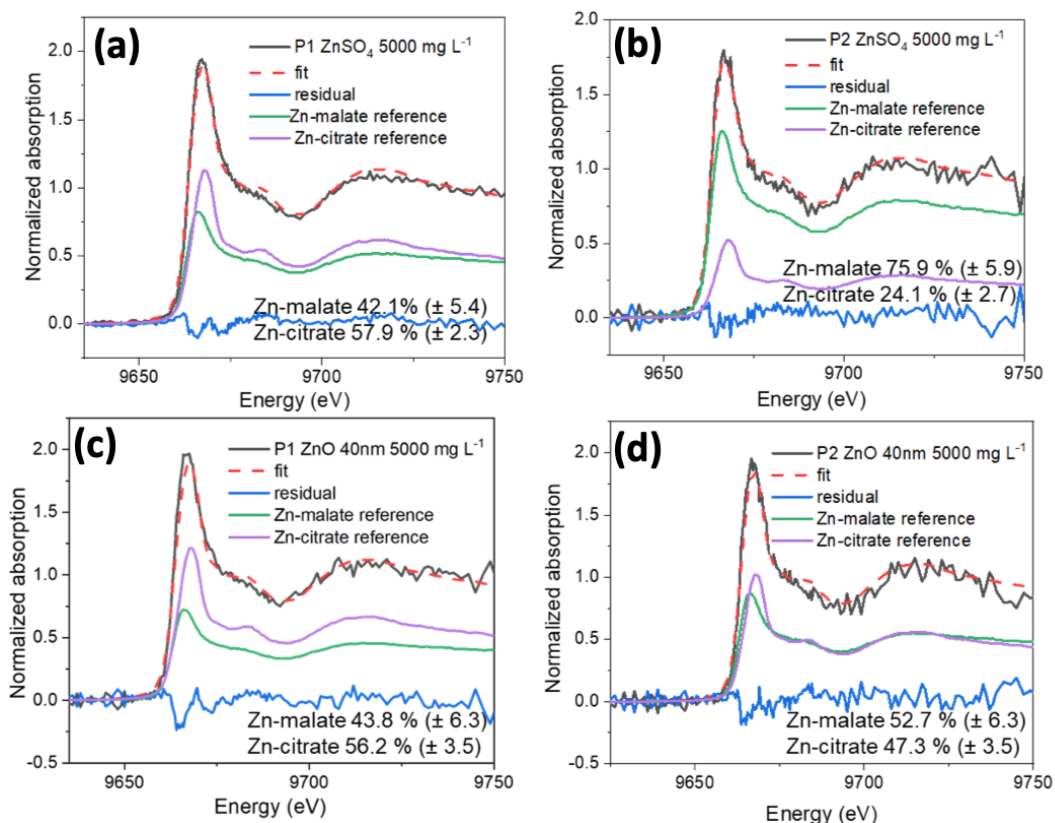 (a)
P1 ZnSO₄ 5000 mg L⁻¹
fit
residual
Zn-malate reference
Zn-citrate reference
2.0
1.5
1.0
0.5
0.0
Normalized absorption
Zn-malate 42.1% (± 5.4)
Zn-citrate 57.9% (± 2.3)
9650
9700
9750
Energy (eV)
(b)
P2 ZnSO₄ 5000 mg L⁻¹
fit
residual
Zn-malate reference
Zn-citrate reference
2.0
1.5
1.0
0.5
0.0
Normalized absorption
Zn-malate 75.9 % (± 5.9)
Zn-citrate 24.1 % (± 2.7)
9650
9700
9750
Energy (eV)
(c)
P1 ZnO 40nm 5000 mg L⁻¹
fit
residual
Zn-malate reference
Zn-citrate reference
2.0
1.5
1.0
0.5
0.0
-0.5
Normalized absorption
Zn-malate 43.8 % (± 6.3)
Zn-citrate 56.2 % (± 3.5)
9650
9700
9750
Energy (eV)
(d)
P2 ZnO 40nm 5000 mg L⁻¹
fit
residual
Zn-malate reference
Zn-citrate reference
2.0
1.5
1.0
0.5
0.0
-0.5
Normalized absorption
Zn-malate 52.7 % (± 6.3)
Zn-citrate 47.3 % (± 3.5)
9650
9700
9750
Energy (eV)